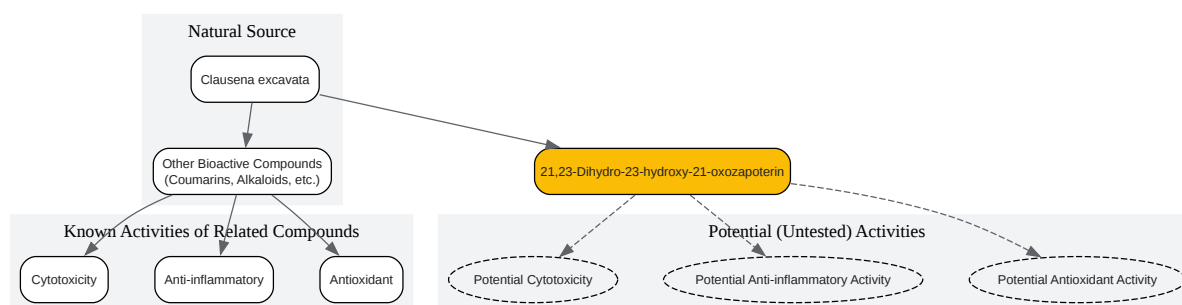 Natural Source
Clausena excavata
Other Bioactive Compounds
(Coumarins, Alkaloids, etc.)
21,23-Dihydro-23-hydroxy-21-oxozapoterin
Known Activities of Related Compounds
Potential (Untested) Activities
Cytotoxicity
Anti-inflammatory
Antioxidant
Potential Cytotoxicity
Potential Anti-inflammatory Activity
Potential Antioxidant Activity